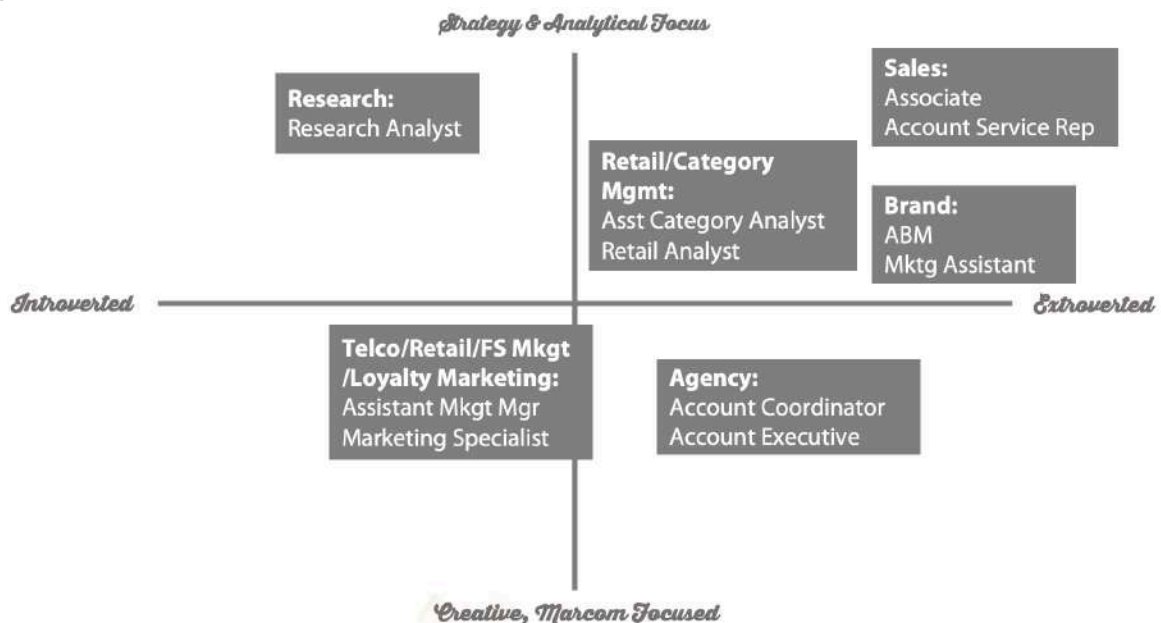 Strategy & Analytical Focus
Research:
Research Analyst
Sales:
Associate
Account Service Rep
Retail/Category
Mgmt:
Asst Category Analyst
Retail Analyst
Brand:
ABM
Mktg Assistant
Introverted
Extroverted
Telco/Retail/FS Mkgt
/Loyalty Marketing:
Assistant Mkgt Mgr
Marketing Specialist
Agency:
Account Coordinator
Account Executive
Creative, Marcom Focused